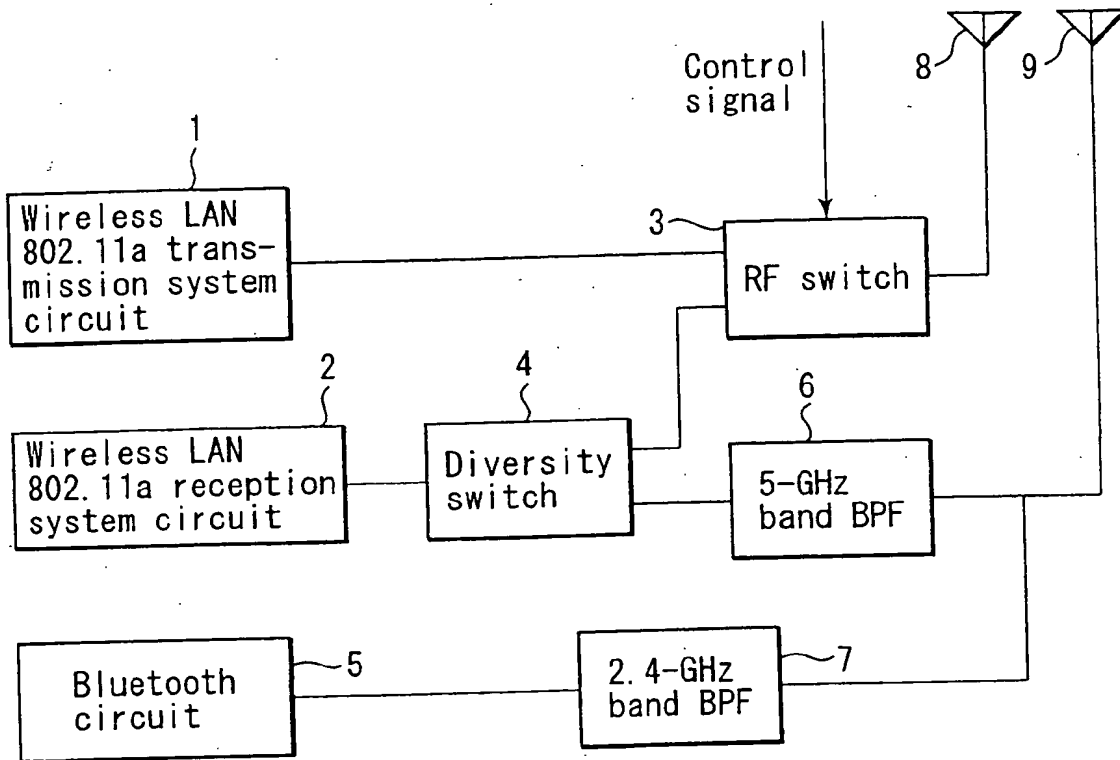 8
9
Control
signal
1
Wireless LAN
802.11a trans-
mission system
circuit
3
RF switch
2
Wireless LAN
802.11a reception
system circuit
4
Diversity
switch
6
5-GHz
band BPF
5
Bluetooth
circuit
2.4-GHz
band BPF
7